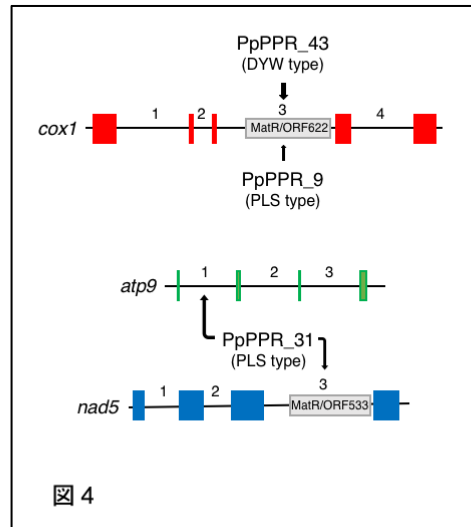 PpPPR_43
(DYW type)
1 2 3 4
cox1
MatR/ORF622
PpPPR_9
(PLS type)
1 2 3
atp9
PpPPR_31
(PLS type)
1 2 3
nad5
MatR/ORF533
図 4